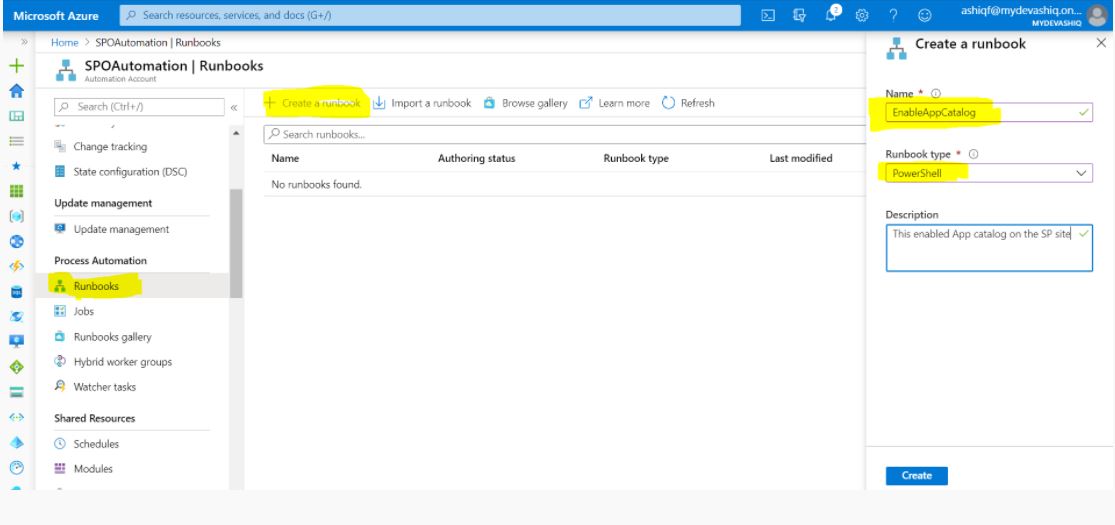 Microsoft Azure
Search resources, services, and docs (G+/)
2
ashiqf@mydevashiq.on...
MYDEVASHIQ
Home > SPOAutomation | Runbooks
SPOAutomation | Runbooks
Automation Account
Search (Ctrl+/)
Change tracking
State configuration (DSC)
Update management
Update management
Process Automation
Runbooks
Jobs
Runbooks gallery
Hybrid worker groups
Watcher tasks
Shared Resources
Schedules
Modules
Create a runbook Import a runbook Browse gallery Learn more Refresh
Search runbooks...
Name Authoring status Runbook type Last modified
No runbooks found.
Create a runbook
Name *
EnableAppCatalog
Runbook type *
PowerShell
Description
This enabled App catalog on the SP site
Create